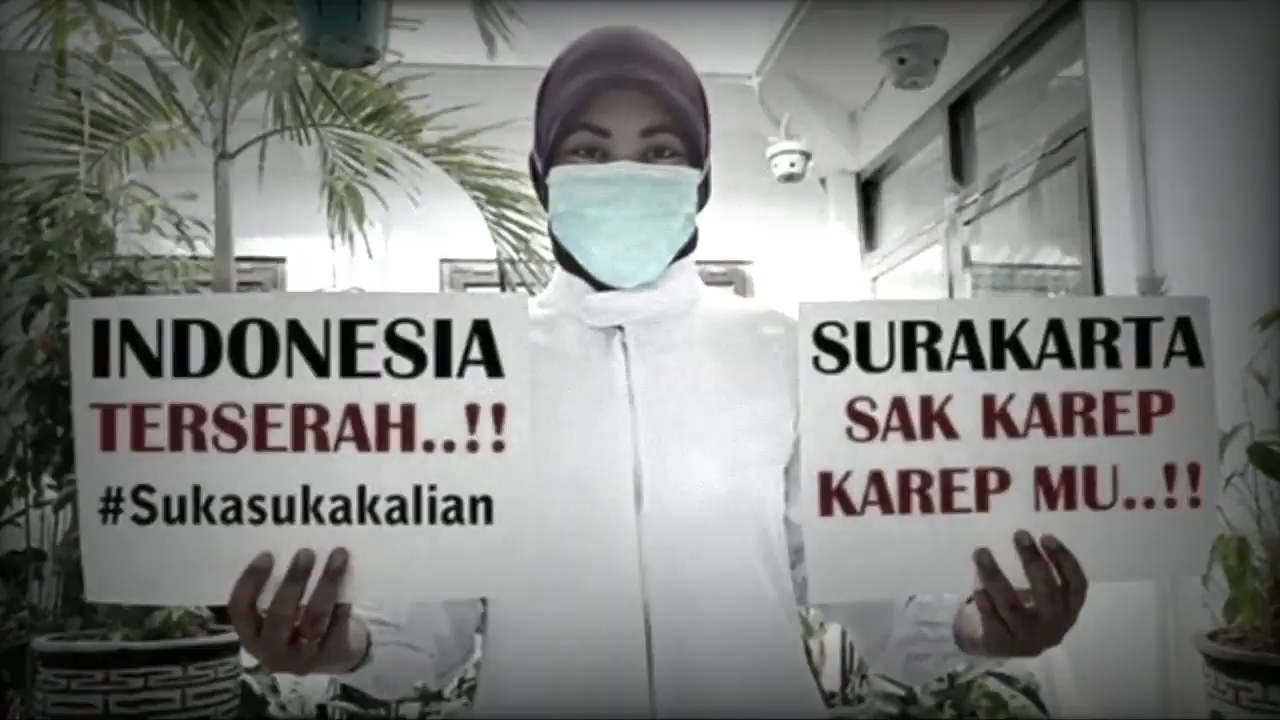 INDONESIA
TERSERAH..!!
#Sukasukakalian
SURAKARTA
SAK KAREP
KAREP MU..!!